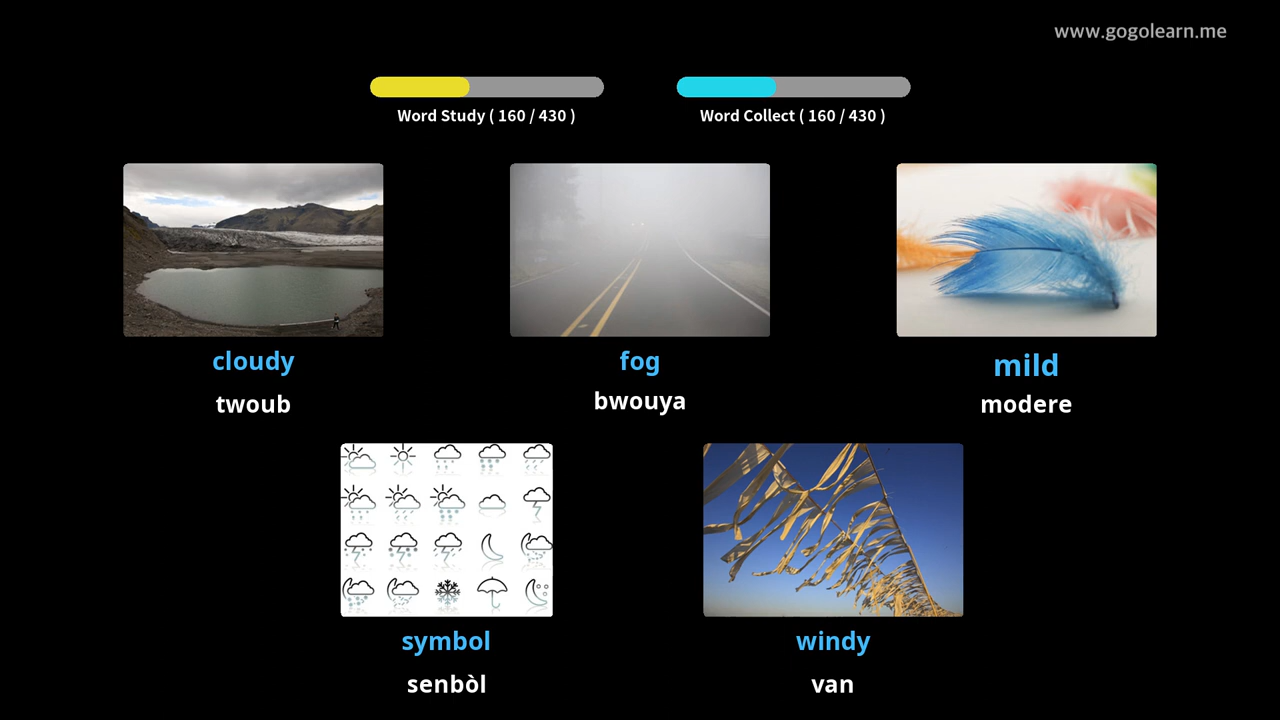 www.gogolearn.me
Word Study ( 160 / 430 )
Word Collect ( 160 / 430 )
cloudy
twoub
fog
bwouya
mild
modere
symbol
senbòl
windy
van